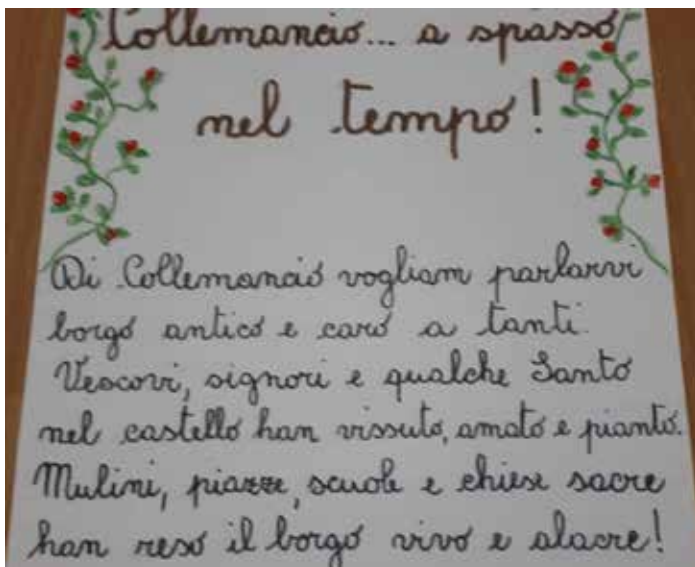 Collemancio... a spasso
nel tempo!
Di Collemancio vogliam parlarvi
borgo antico e caro a tanti.
Vescovi, signori e qualche Santo
nel castello han vissuto, amato e pianto.
Mulini, piazze, scuole e chiese sacre
han reso il borgo vivo e alacre!